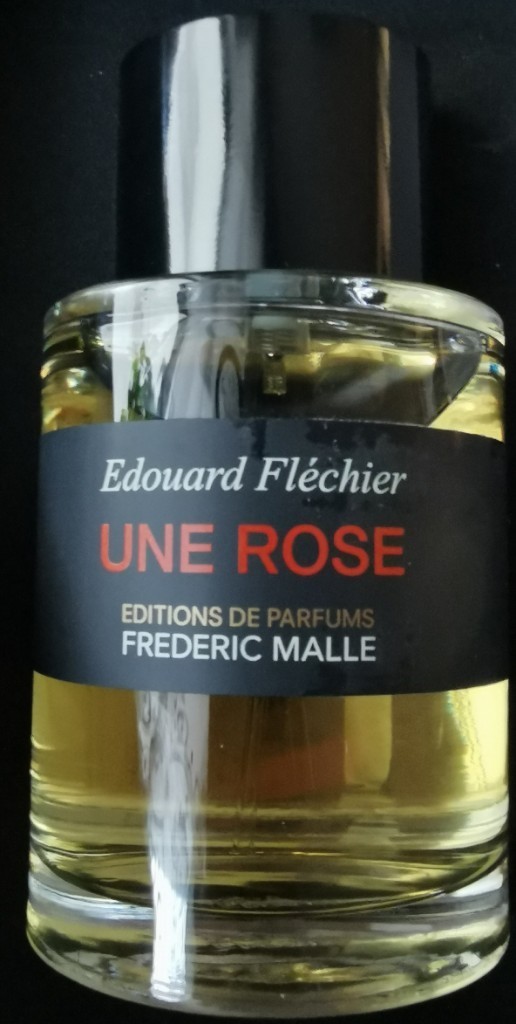 Edouard Fléchier
UNE ROSE
EDITIONS DE PARFUMS
FREDERIC MALLE